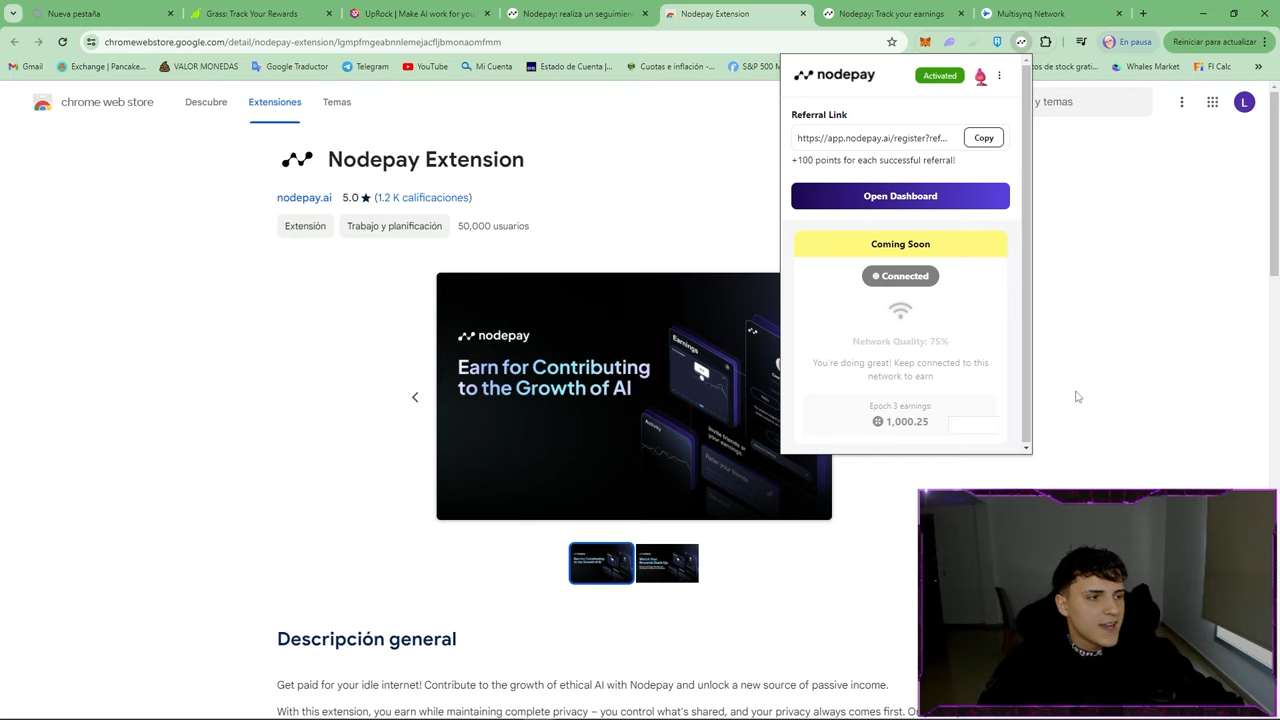 Nueva pestaña
Grass: Track Your Rewards
UpRock | Make AI work for you
Nodepay: realiza un seguimien
Nodepay Extension
Nodepay: Track your earnings
Multisynq Network
chromewebstore.google.com/detail/nodepay-extension/lgmpfmgeabnnlemejacfljbmonaomfmm
En pausa
Reiniciar para actualizar
Gmail
Exchange | Pancake...
VALOR MONEDAS
Google Traductor
Telegram
YouTube
Mi Cuenta
Cuotas e inflación -...
S&P 500 M
Whales Market
FI Calc
de stock grati...
chrome web store
Descubre
Extensiones
Temas
y temas
L
Nodepay Extension
nodepay.ai
5.0 ★ (1.2 K calificaciones)
Extensión
Trabajo y planificación
50,000 usuarios
nodepay
Earn for Contributing
to the Growth of AI
Earnings
Activity
Invite friends
your earning.
Refer your friends
nodepay
Activated
Referral Link
https://app.nodepay.ai/register?ref...
Copy
+100 points for each successful referral!
Open Dashboard
Coming Soon
Connected
Network Quality: 75%
You're doing great! Keep connected to this
network to earn
Epoch 3 earnings:
1,000.25
Descripción general
Get paid for your idle internet! Contribute to the growth of ethical AI with Nodepay and unlock a new source of passive income.
With this extension, you earn while maintaining complete privacy – you control what's shared, and your privacy always comes first.